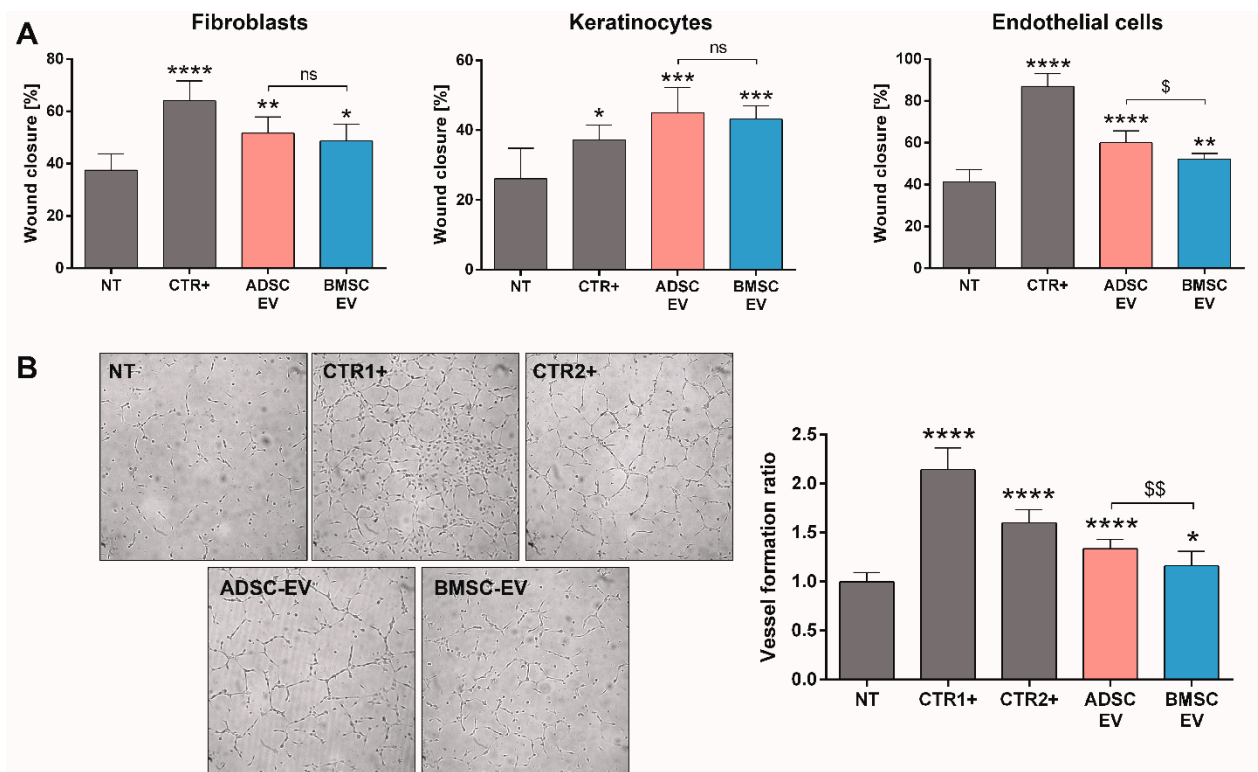 A
Fibroblasts
Wound closure [%]
80
60
40
20
0
****
**
ns
*
NT
CTR+
ADSC
EV
BMSC
EV
Keratinocytes
Wound closure [%]
60
40
20
0
*
***
ns
***
NT
CTR+
ADSC
EV
BMSC
EV
Endothelial cells
Wound closure [%]
100
80
60
40
20
0
****
****
$
**
NT
CTR+
ADSC
EV
BMSC
EV
B
NT
CTR1+
CTR2+
ADSC-EV
BMSC-EV
Vessel formation ratio
2.5
2.0
1.5
1.0
0.5
0.0
****
****
****
$$
*
NT
CTR1+
CTR2+
ADSC
EV
BMSC
EV